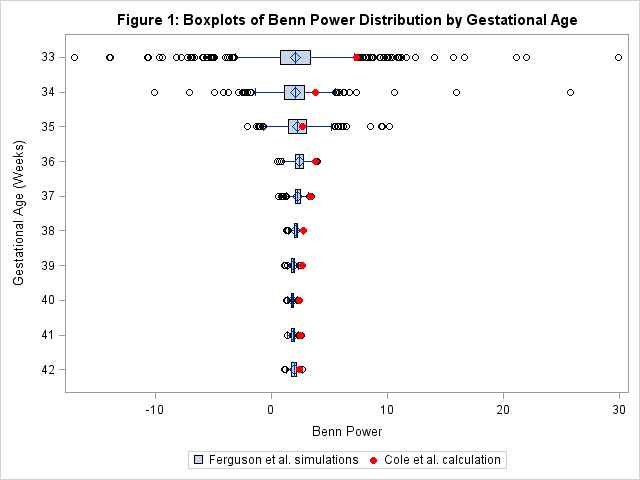 Figure 1: Boxplots of Benn Power Distribution by Gestational Age
Gestational Age (Weeks)
33
34
35
36
37
38
39
40
41
42
-10 0 10 20 30
Benn Power
Ferguson et al. simulations Cole et al. calculation